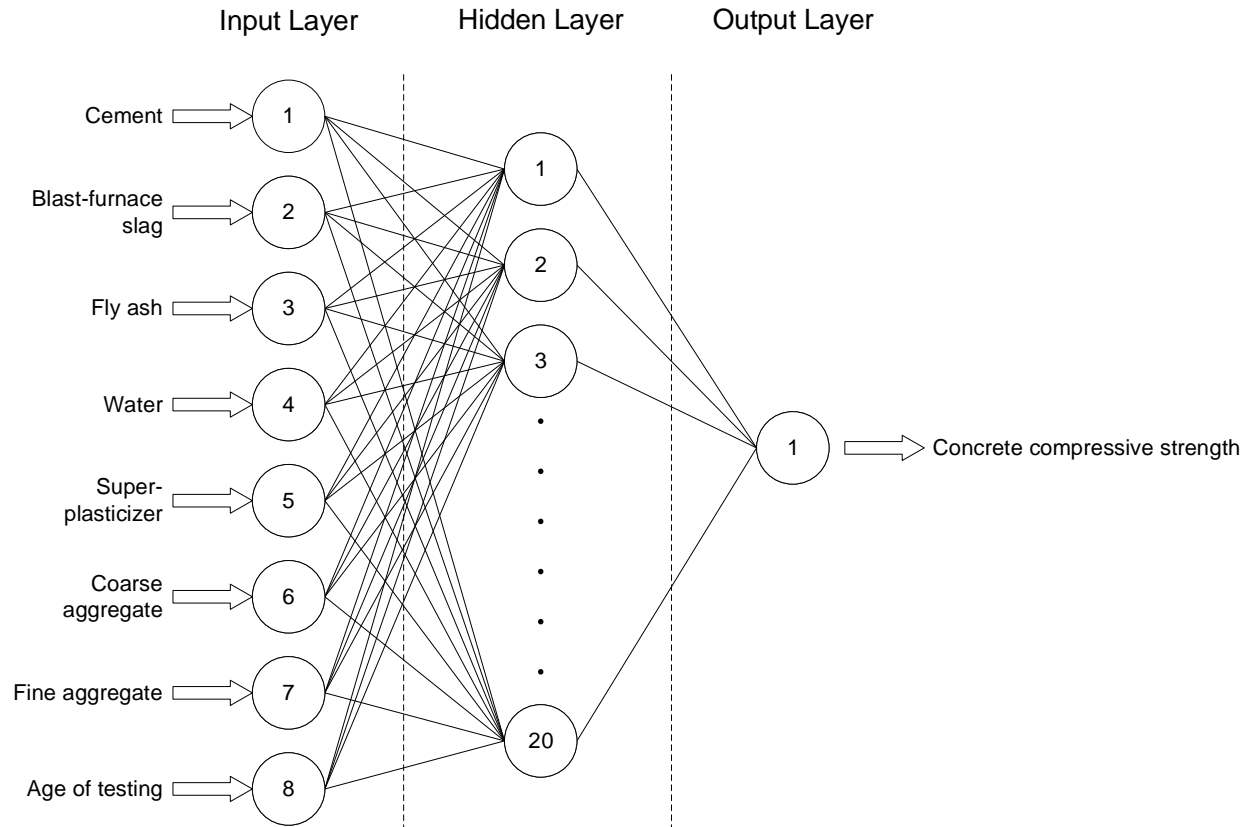 Input Layer
Hidden Layer
Output Layer
Cement
1
Blast-furnace
slag
2
Fly ash
3
Water
4
Super-
plasticizer
5
Coarse
aggregate
6
Fine aggregate
7
Age of testing
8
1
2
3
20
1
Concrete compressive strength